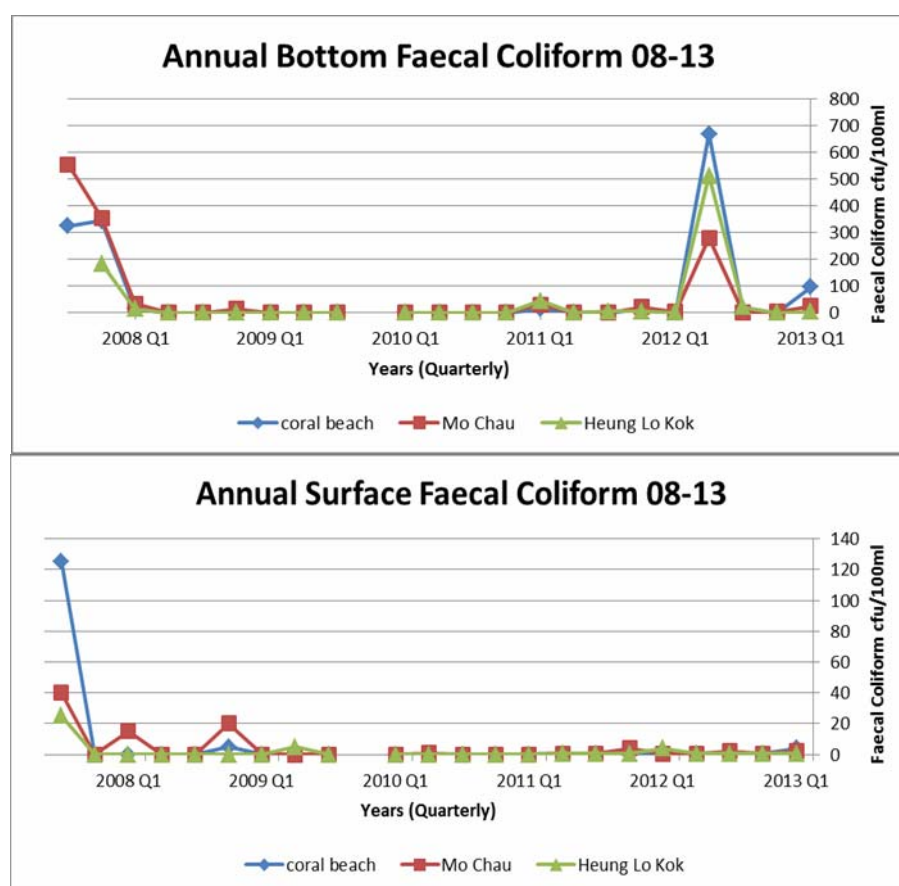 Annual Bottom Faecal Coliform 08-13
800
700
600
500
400
300
200
100
0
Faecal Coliform cfu/100ml
2008 Q1 2009 Q1 2010 Q1 2011 Q1 2012 Q1 2013 Q1
Years (Quarterly)
coral beach Mo Chau Heung Lo Kok
Annual Surface Faecal Coliform 08-13
140
120
100
80
60
40
20
0
Faecal Coliform cfu/100ml
2008 Q1 2009 Q1 2010 Q1 2011 Q1 2012 Q1 2013 Q1
Years (Quarterly)
coral beach Mo Chau Heung Lo Kok